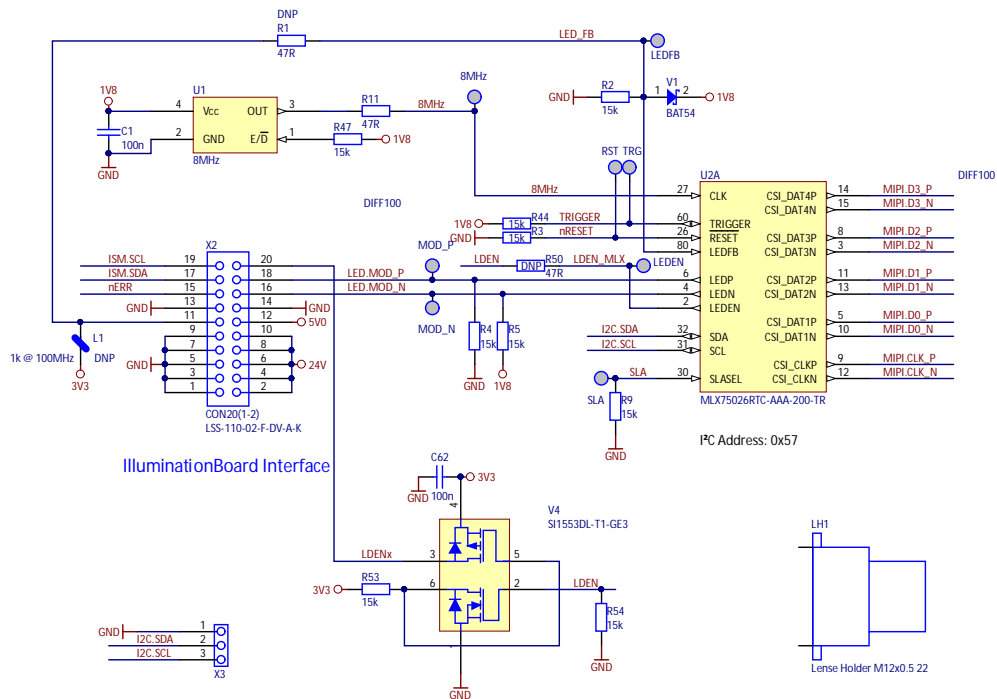 DNP
R1
47R
LED_FB
LEDFB
8MHz
U1
1V8
4
Vcc
OUT
3
R11
47R
8MHz
C1
100n
2
GND
E/D
1
R47
15k
1V8
8MHz
GND
GND
R2
15k
1
V1
2
1V8
BAT54
RST TRG
U2A
DIFF100
DIFF100
8MHz
27
CLK
CSI_DAT4P
14
MIPI.D3_P
CSI_DAT4N
15
MIPI.D3_N
1V8
15k
R44
TRIGGER
60
TRIGGER
GND
15k
R3
nRESET
26
RESET
CSI_DAT3P
8
MIPI.D2_P
80
LEDFB
CSI_DAT3N
3
MIPI.D2_N
LDEN
DNP
R50
47R
LDEN_MLX
LEDEN
6
LEDP
CSI_DAT2P
11
MIPI.D1_P
4
LEDN
CSI_DAT2N
13
MIPI.D1_N
2
LEDEN
CSI_DAT1P
5
MIPI.D0_P
I2C.SDA
32
SDA
CSI_DAT1N
10
MIPI.D0_N
I2C.SCL
31
SCL
CSI_CLKP
9
MIPI.CLK_P
SLA
30
SLASEL
CSI_CLKN
12
MIPI.CLK_N
MLX75026RTC-AAA-200-TR
SLA
R9
15k
GND
I²C Address: 0x57
X2
ISM.SCL
19
20
ISM.SDA
17
18
LED.MOD_P
MOD_P
nERR
15
16
LED.MOD_N
MOD_N
GND
13
14
GND
11
12
5V0
9
10
7
8
GND
5
6
24V
3
4
1
2
L1
1k @ 100MHz
DNP
3V3
R4
15k
GND
R5
15k
1V8
CON20(1-2)
LSS-110-02-F-DV-A-K
IlluminationBoard Interface
C62
100n
GND
3V3
4
V4
SI1553DL-T1-GE3
LDENx
3
5
3V3
R53
15k
6
2
LDEN
R54
15k
GND
1
GND
LH1
Lense Holder M12x0.5 22
GND
1
I2C.SDA
2
I2C.SCL
3
X3